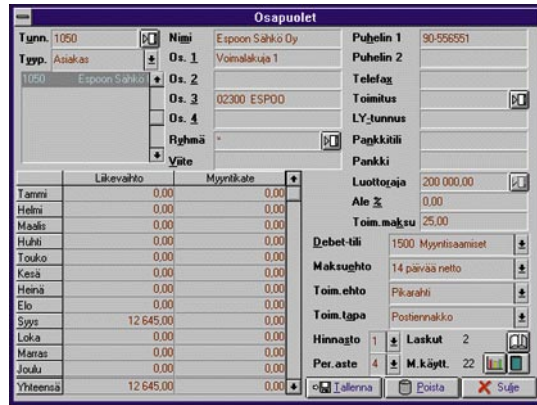 Osapuolet
Tunn. 1050
Tyyp. Asiakas
1050 Espoon Sähkö
Nimi Espoon Sähkö Oy
Os. 1 Voimalakuja 1
Os. 2
Os. 3 02300 ESPOO
Os. 4
Ryhmä *
Viite
Puhelin 1 90-556551
Puhelin 2
Telefax
Toimitus
LY-tunnus
Pankkitili
Pankki
Luottoraja 200 000,00
Ale % 0,00
Toim.maksu 25,00
Liikevaihto Myyntikate
Tammi 0,00 0,00
Helmi 0,00 0,00
Maalis 0,00 0,00
Huhti 0,00 0,00
Touko 0,00 0,00
Kesä 0,00 0,00
Heinä 0,00 0,00
Elo 0,00 0,00
Syys 12 645,00 0,00
Loka 0,00 0,00
Marras 0,00 0,00
Joulu 0,00 0,00
Yhteensä 12 645,00 0,00
Debet-tili 1500 Myyntisaamiset
Maksuehto 14 päivää netto
Toim.ehto Pikarahti
Toim.tapa Postiennakko
Hinnasto 1 Laskut 2
Per.aste 4 M.käytt. 22
Tallenna Poista Sulje